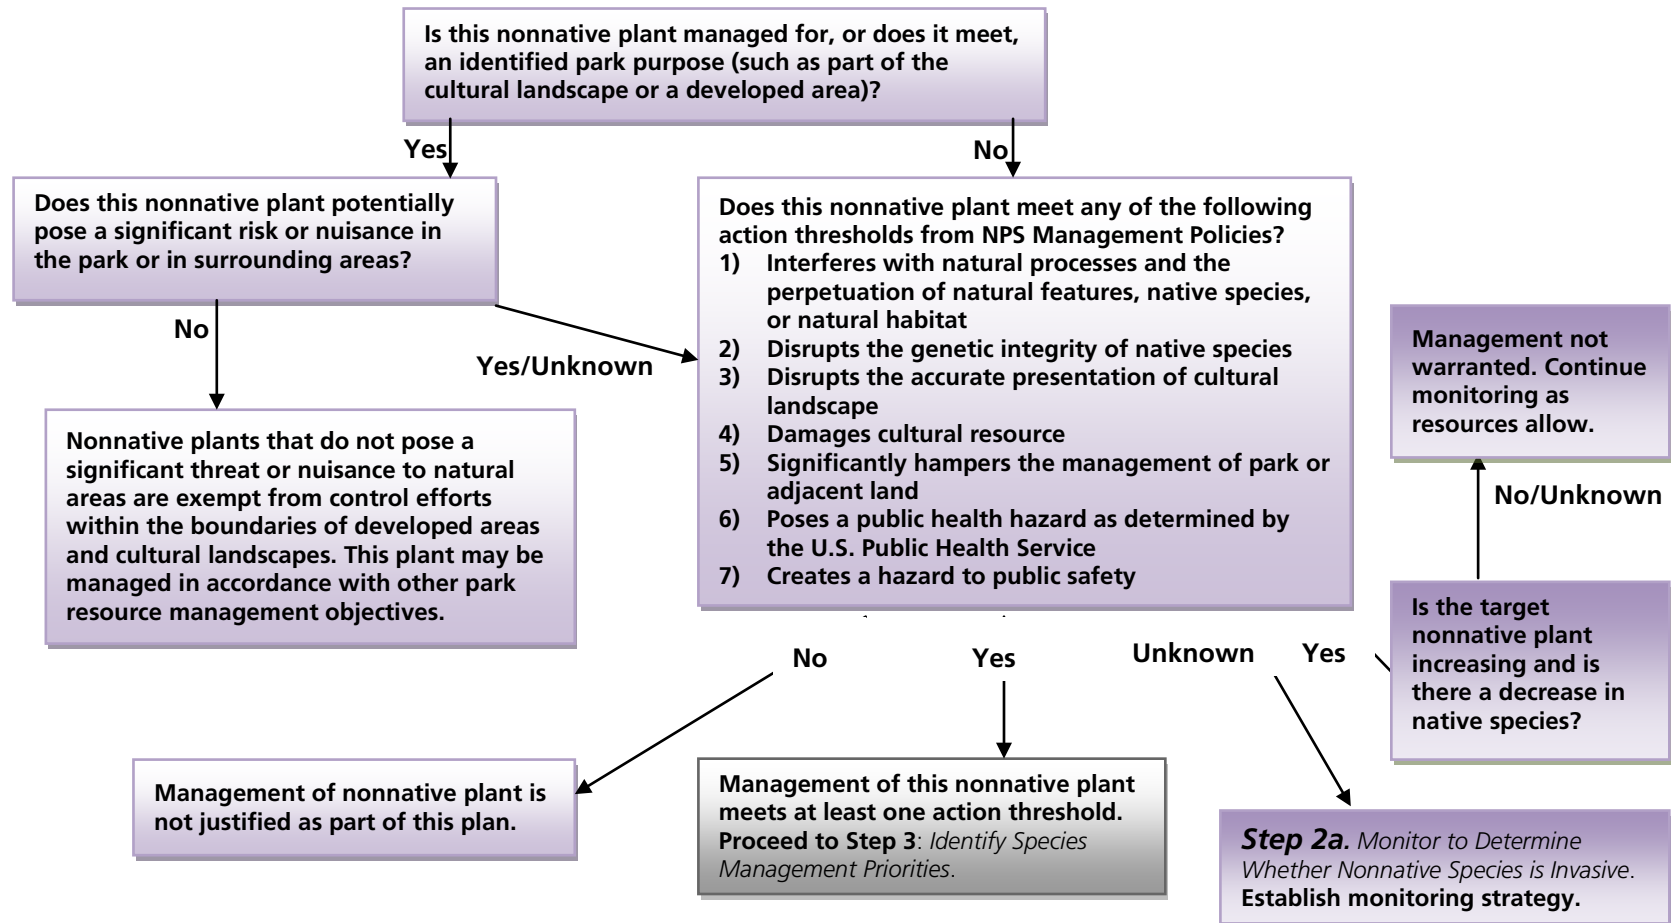 Is this nonnative plant managed for, or does it meet,
an identified park purpose (such as part of the
cultural landscape or a developed area)?
Yes
No
Does this nonnative plant potentially
pose a significant risk or nuisance in
the park or in surrounding areas?
Does this nonnative plant meet any of the following
action thresholds from NPS Management Policies?
1) Interferes with natural processes and the
perpetuation of natural features, native species,
or natural habitat
2) Disrupts the genetic integrity of native species
3) Disrupts the accurate presentation of cultural
landscape
4) Damages cultural resource
5) Significantly hampers the management of park or
adjacent land
6) Poses a public health hazard as determined by
the U.S. Public Health Service
7) Creates a hazard to public safety
No
Yes/Unknown
Nonnative plants that do not pose a
significant threat or nuisance to natural
areas are exempt from control efforts
within the boundaries of developed areas
and cultural landscapes. This plant may be
managed in accordance with other park
resource management objectives.
Management not
warranted. Continue
monitoring as
resources allow.
No/Unknown
Is the target
nonnative plant
increasing and is
there a decrease in
native species?
No
Yes
Unknown
Yes
Management of nonnative plant is
not justified as part of this plan.
Management of this nonnative plant
meets at least one action threshold.
Proceed to Step 3: Identify Species
Management Priorities.
Step 2a. Monitor to Determine
Whether Nonnative Species is Invasive.
Establish monitoring strategy.